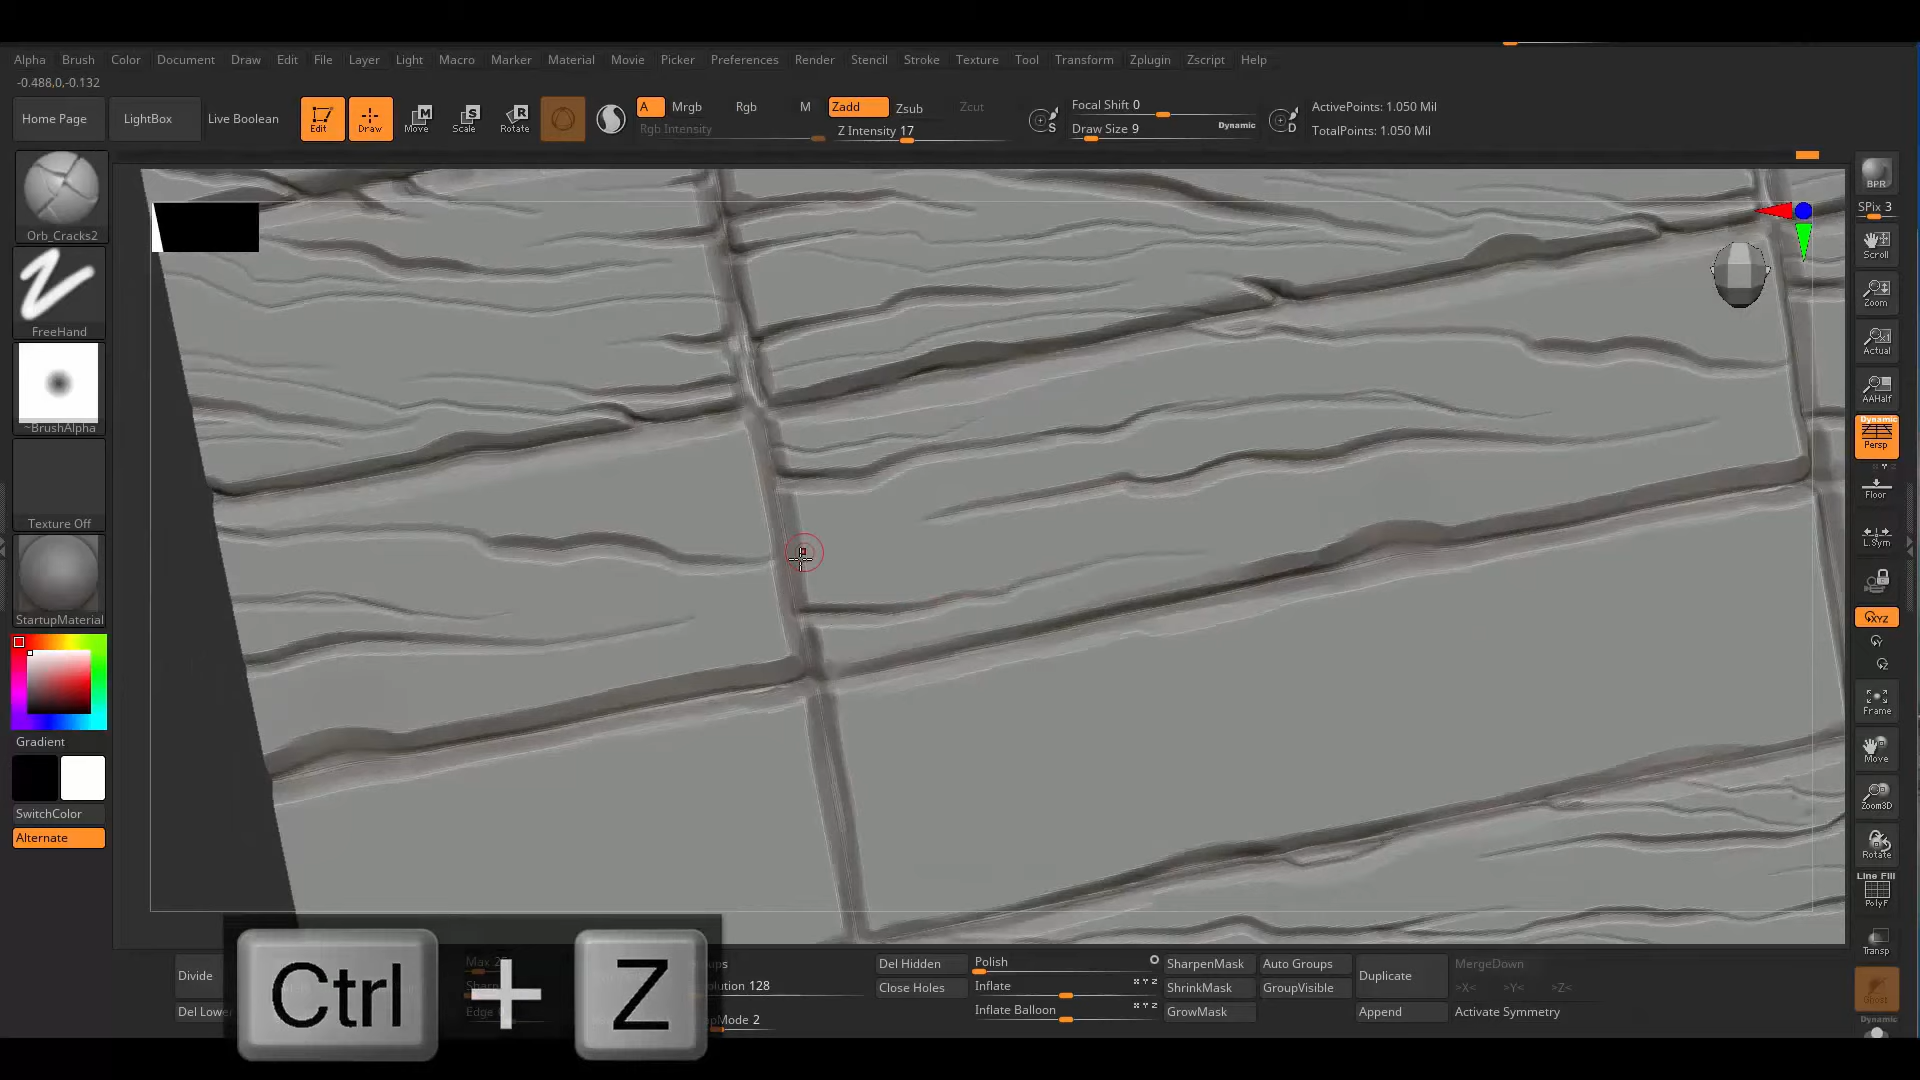 Alpha Brush Color Document Draw Edit File Layer Light Macro Marker Material Movie Picker Preferences Render Stencil Stroke Texture Tool Transform Zplugin Zscript Help
-0.488,0,-0.132
Home Page LightBox Live Boolean Edit Draw Move Scale Rotate
A Mrgb Rgb M Zadd Zsub Zcut
Rgb Intensity Z Intensity 17
Focal Shift 0
Draw Size 9 Dynamic
ActivePoints: 1.050 Mil
TotalPoints: 1.050 Mil
Orb_Cracks2
FreeHand
~BrushAlpha
Texture Off
StartupMaterial
Gradient
SwitchColor
Alternate
BPR
SPix 3
Scroll
Zoom
Actual
AAHalf
Dynamic
Persp
Floor
L.Sym
XYZ
Y
Z
Frame
Move
Zoom3D
Rotate
Line Fill
PolyF
Transp
Ghost
Dynamic
Divide
Del Lower
Ctrl + Z
Resolution 128
Del Hidden
Close Holes
Polish
Inflate
Inflate Balloon
SharpenMask
ShrinkMask
GrowMask
Auto Groups
GroupVisible
Duplicate
Append
MergeDown
>X< >Y< >Z<
Activate Symmetry